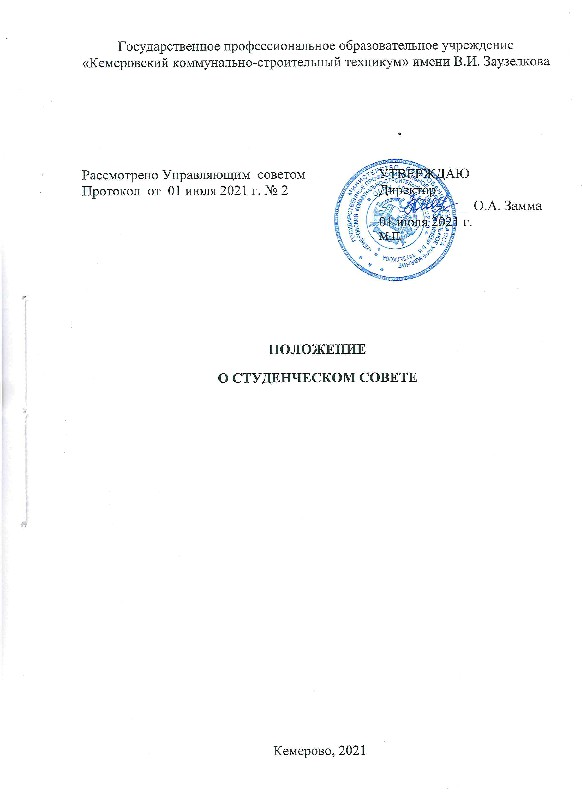 Государственное профессиональное образовательное учреждение
«Кемеровский коммунально-строительный техникум» имени В.И. Заузелкова
Рассмотрено Управляющим советом
Протокол от 01 июля 2021 г. № 2
УТВЕРЖДАЮ
Директор
О.А. Замма
01 июля 2021 г.
М.П.
ПОЛОЖЕНИЕ
О СТУДЕНЧЕСКОМ СОВЕТЕ
Кемерово, 2021